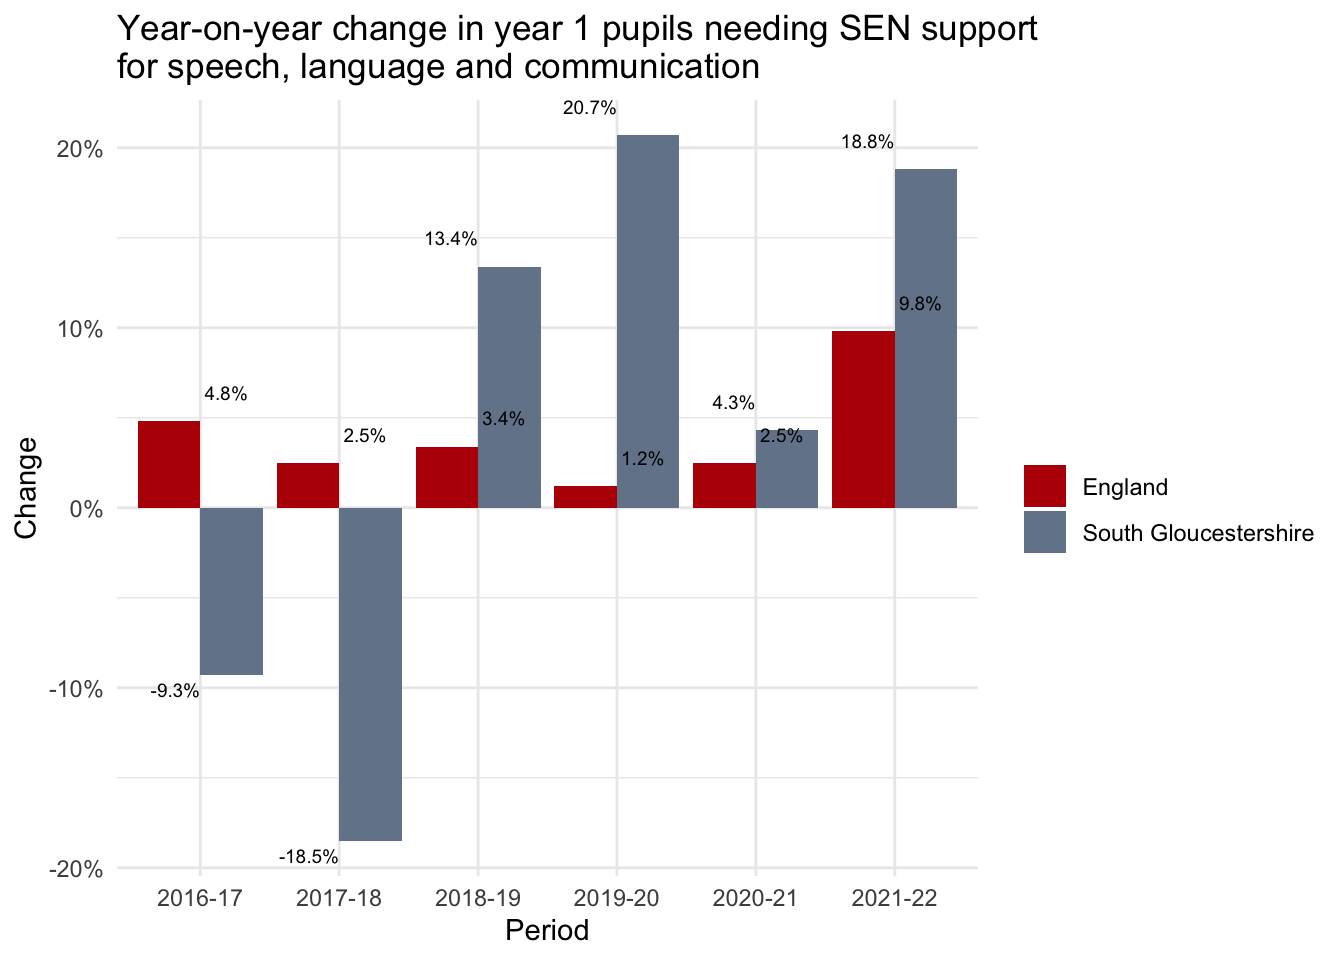 Year-on-year change in year 1 pupils needing SEN support
for speech, language and communication
20.7%
18.8%
20%
13.4%
9.8%
10%
4.8%
4.3%
3.4%
2.5%
2.5%
1.2%
Change
England
0%
South Gloucestershire
-9.3%
-10%
-18.5%
-20%
2016-17 2017-18 2018-19 2019-20 2020-21 2021-22
Period